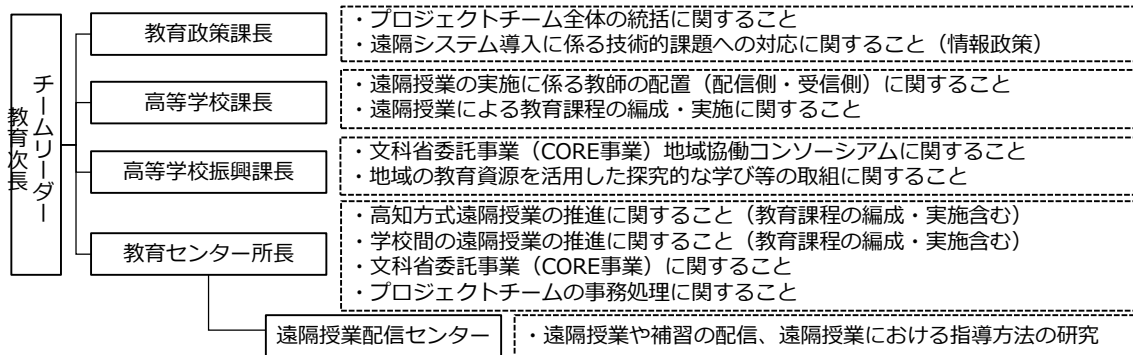 チームリーダー
教育次長
教育政策課長
・プロジェクトチーム全体の統括に関すること
・遠隔システム導入に係る技術的課題への対応に関すること（情報政策）
高等学校課長
・遠隔授業の実施に係る教師の配置（配信側・受信側）に関すること
・遠隔授業による教育課程の編成・実施に関すること
高等学校振興課長
・文科省委託事業（CORE事業）地域協働コンソーシアムに関すること
・地域の教育資源を活用した探究的な学び等の取組に関すること
教育センター所長
・高知方式遠隔授業の推進に関すること（教育課程の編成・実施含む）
・学校間の遠隔授業の推進に関すること（教育課程の編成・実施含む）
・文科省委託事業（CORE事業）に関すること
・プロジェクトチームの事務処理に関すること
遠隔授業配信センター
・遠隔授業や補習の配信、遠隔授業における指導方法の研究